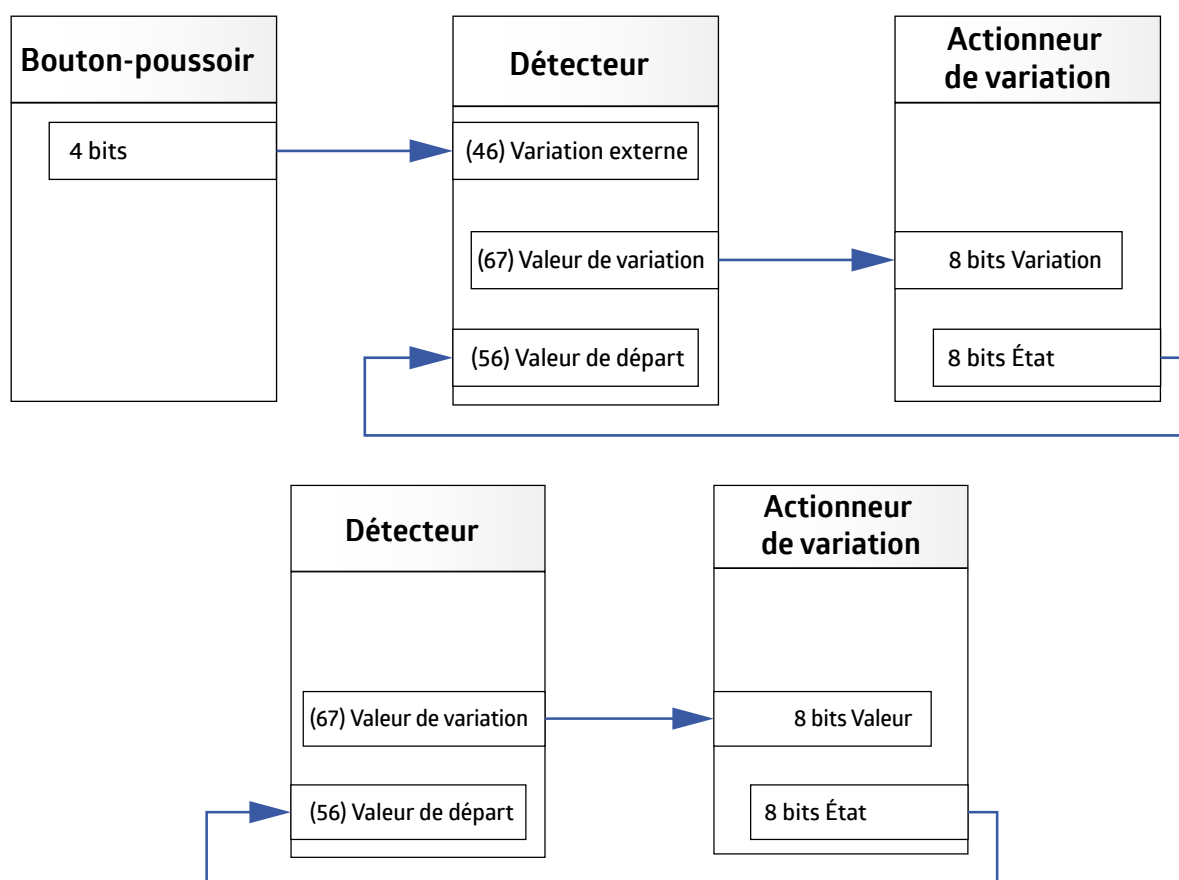 Bouton-poussoir
Détecteur
Actionneur
de variation
4 bits
(46) Variation externe
(67) Valeur de variation
8 bits Variation
(56) Valeur de départ
8 bits État
Détecteur
Actionneur
de variation
(67) Valeur de variation
8 bits Valeur
(56) Valeur de départ
8 bits État